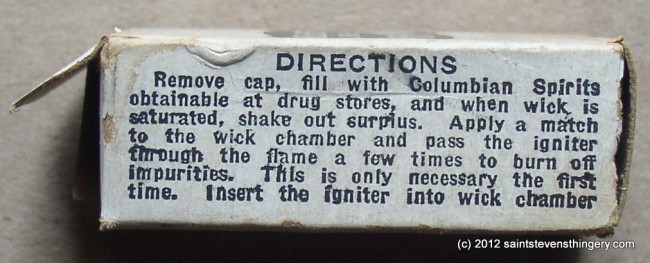 DIRECTIONS
Remove cap, fill with Columbian Spirits
obtainable at drug stores, and when wick is
saturated, shake out surplus. Apply a match
to the wick chamber and pass the igniter
through the flame a few times to burn off
impurities. This is only necessary the first
time. Insert the igniter into wick chamber
(c) 2012 saintstevensthingery.com